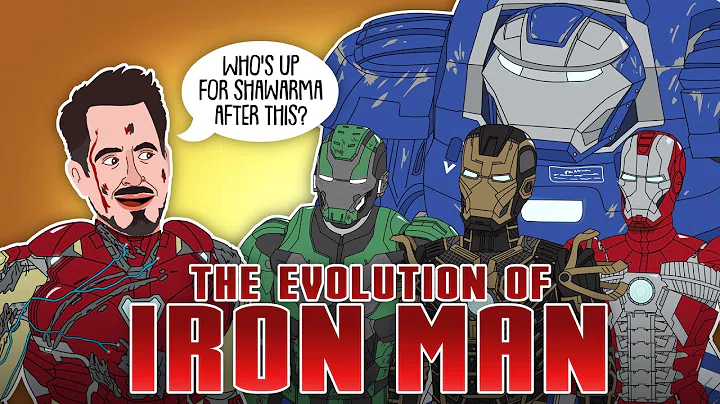 WHO'S UP
FOR SHAWARMA
AFTER THIS?
THE EVOLUTION OF
IRON MAN